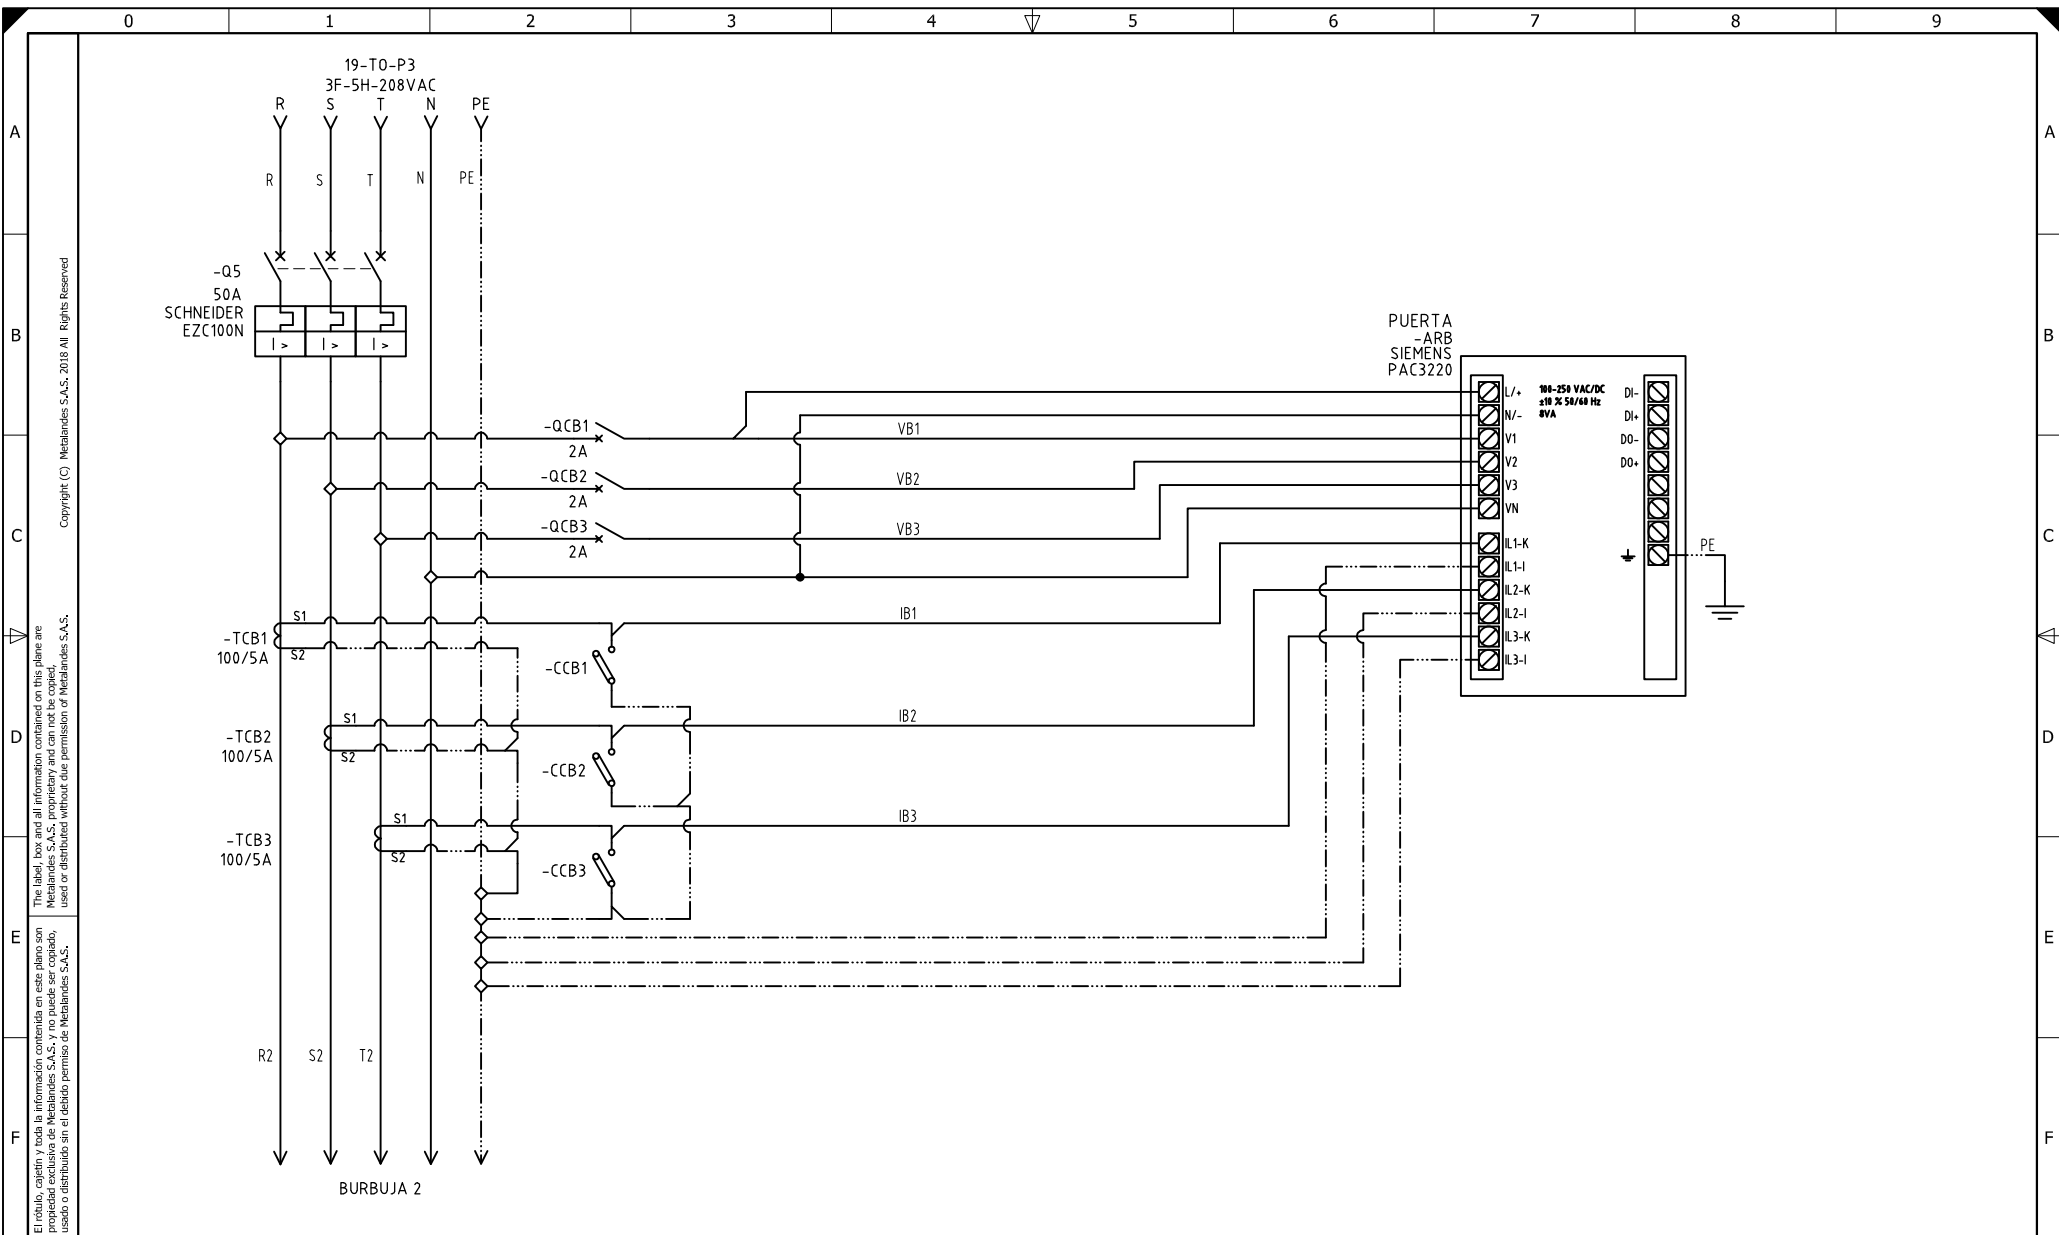 0 1 2 3 4 5 6 7 8 9
19-TO-P3
3F-5H-208VAC
R S T N PE
A A
R S T N PE
-Q5
50A
SCHNEIDER
EZC100N
I > I > I >
B B
PUERTA
-ARB
SIEMENS
PAC3220
100-250 VAC/DC
±10 % 50/60 Hz
8VA
L/+
N/-
V1
V2
V3
VN
IL1-K
IL1-I
IL2-K
IL2-I
IL3-K
IL3-I
DI-
DI+
DO-
DO+
PE
-QCB1
2A
VB1
-QCB2
2A
VB2
-QCB3
2A
VB3
C C
S1
-TCB1
100/5A
S2
IB1
-CCB1
S1
-TCB2
100/5A
S2
IB2
-CCB2
D D
S1
-TCB3
100/5A
S2
IB3
-CCB3
E E
R2 S2 T2
F F
BURBUJA 2
Copyright (C) Metalandes S.A.S. 2018 All Rights Reserved
The label, box and all information contained on this plane are
Metalandes S.A.S. proprietary and can not be copied,
used or distributed without due permission of Metalandes S.A.S.
El rótulo, cajetín y toda la información contenida en este plano son
propiedad exclusiva de Metalandes S.A.S. y no puede ser copiado,
usado o distribuido sin el debido permiso de Metalandes S.A.S.